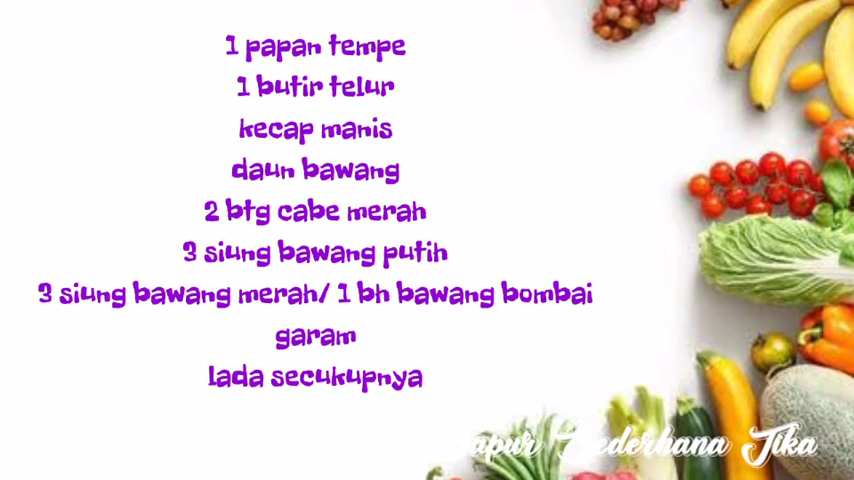 1 papan tempe
1 butir telur
kecap manis
daun bawang
2 btg cabe merah
3 siung bawang putih
3 siung bawang merah/ 1 bh bawang bombai
garam
lada secukupnya
Jika